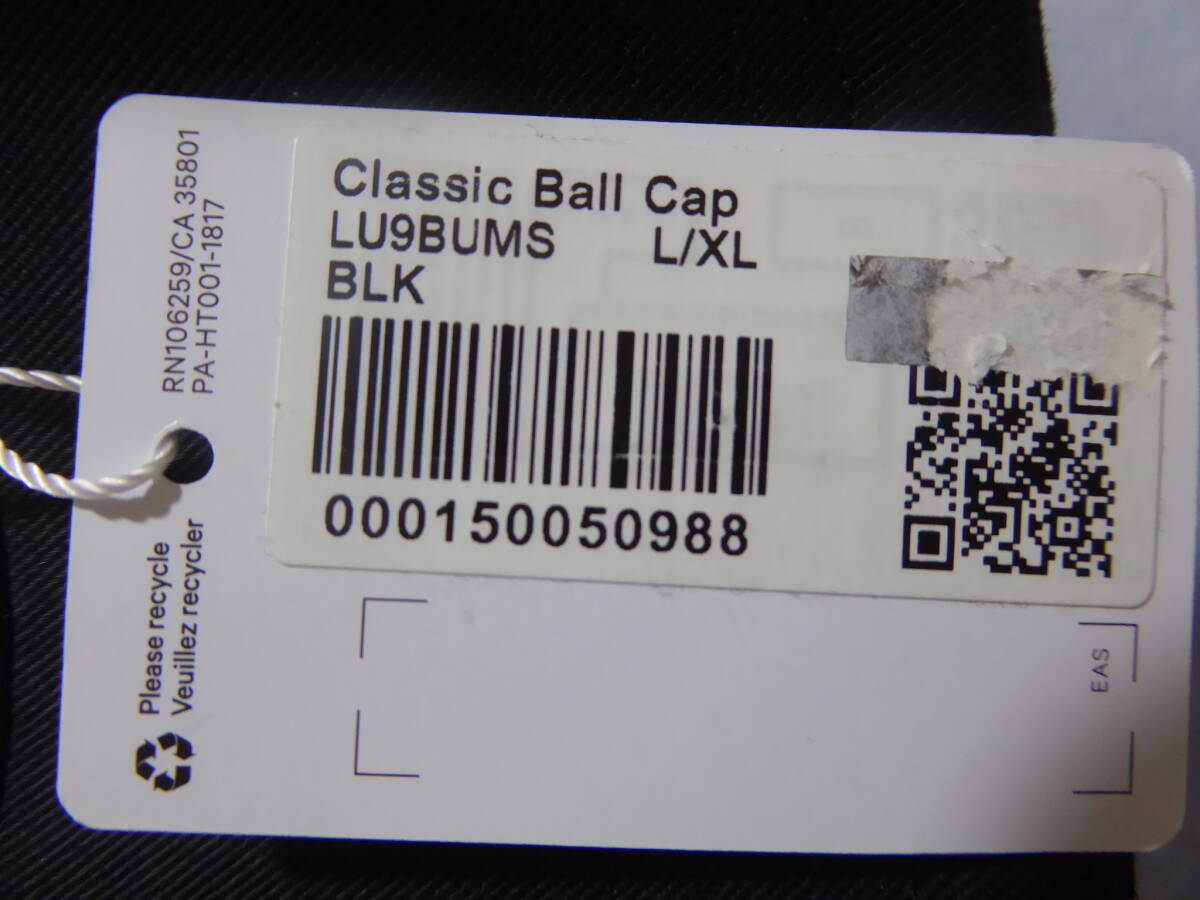 Classic Ball Cap
LU9BUMS L/XL
BLK
000150050988
RN106259/CA 35801
PA-HT001-1817
Please recycle
Veuillez recycler
EAS